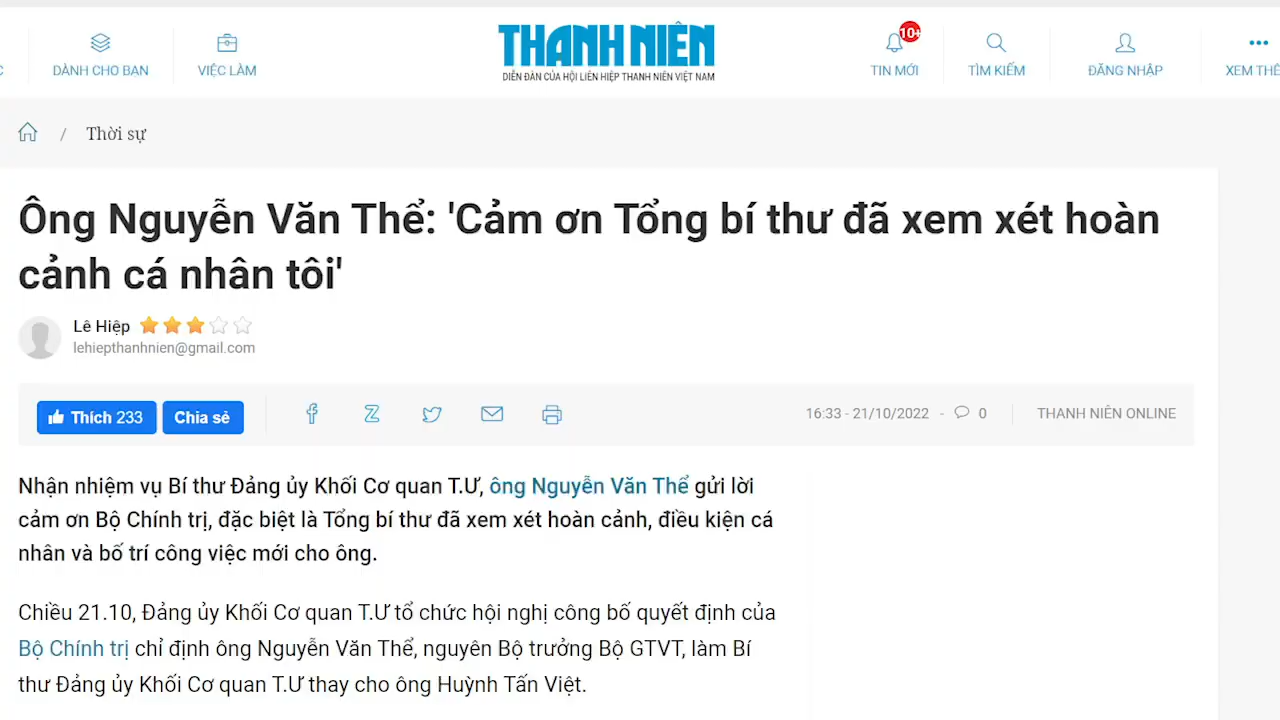 C
DÀNH CHO BẠN
VIỆC LÀM
THANH NIÊN
DIỄN ĐÀN CỦA HỘI LIÊN HIỆP THANH NIÊN VIỆT NAM
10+
TIN MỚI
TÌM KIẾM
ĐĂNG NHẬP
XEM THÊ
/ Thời sự
Ông Nguyễn Văn Thể: 'Cảm ơn Tổng bí thư đã xem xét hoàn
cảnh cá nhân tôi'
Lê Hiệp
lehiepthanhnien@gmail.com
Thích 233
Chia sẻ
16:33 - 21/10/2022 - 0
THANH NIÊN ONLINE
Nhận nhiệm vụ Bí thư Đảng ủy Khối Cơ quan T.Ư, ông Nguyễn Văn Thể gửi lời
cảm ơn Bộ Chính trị, đặc biệt là Tổng bí thư đã xem xét hoàn cảnh, điều kiện cá
nhân và bố trí công việc mới cho ông.
Chiều 21.10, Đảng ủy Khối Cơ quan T.Ư tổ chức hội nghị công bố quyết định của
Bộ Chính trị chỉ định ông Nguyễn Văn Thể, nguyên Bộ trưởng Bộ GTVT, làm Bí
thư Đảng ủy Khối Cơ quan T.Ư thay cho ông Huỳnh Tấn Việt.